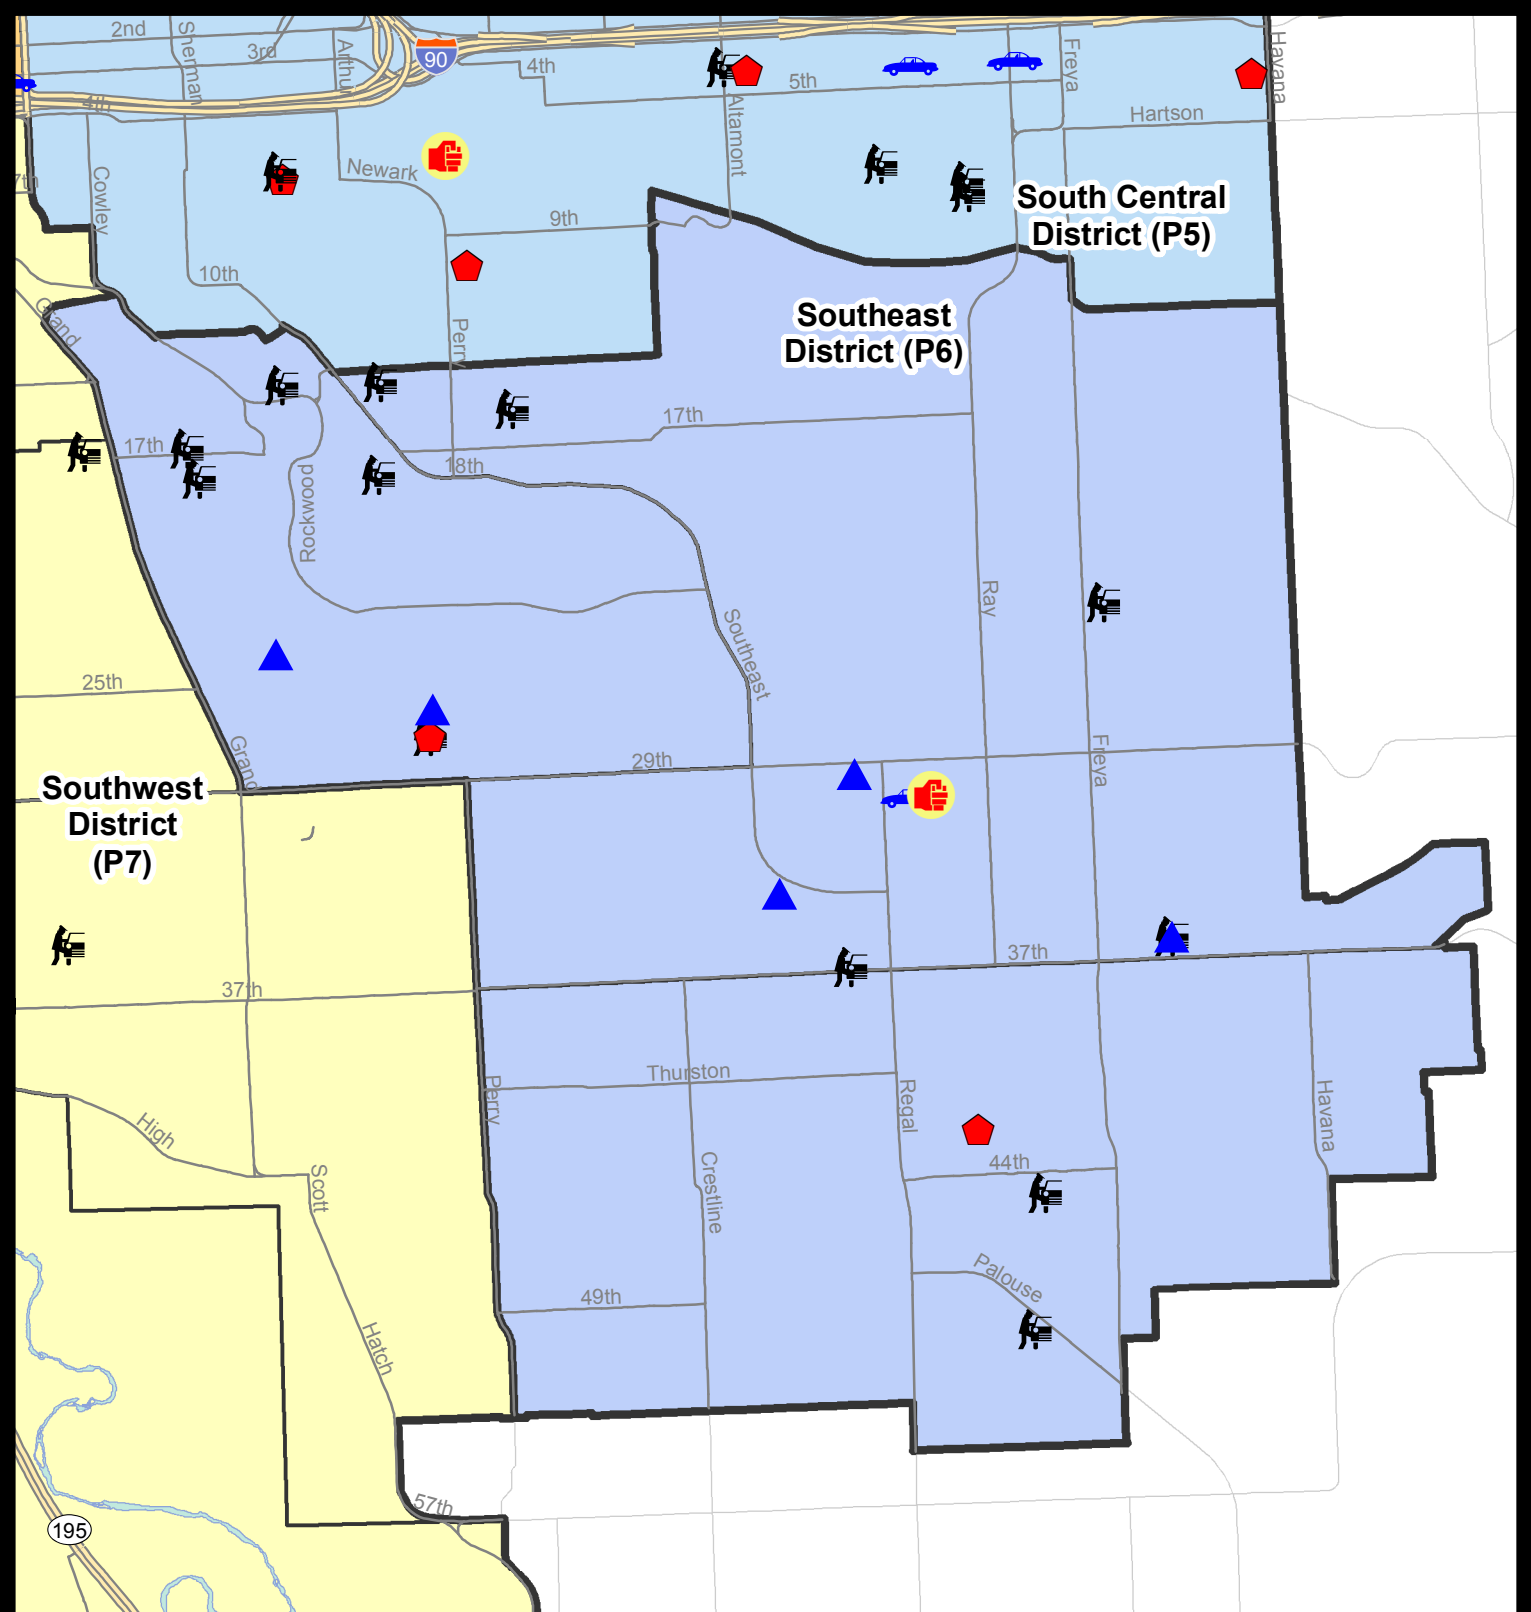 2nd
Sherman
3rd
Arthur
90
4th
5th
Freya
Havana
4th
Altamont
Hartson
7th
Cowley
Newark
South Central
District (P5)
9th
10th
Grand
Perry
Southeast
District (P6)
17th
17th
18th
Rockwood
Ray
Southeast
25th
Grand
29th
Freya
Southwest
District
(P7)
37th
37th
Thurston
Perry
Regal
Havana
High
Scott
Crestline
44th
Palouse
49th
Hatch
57th
195